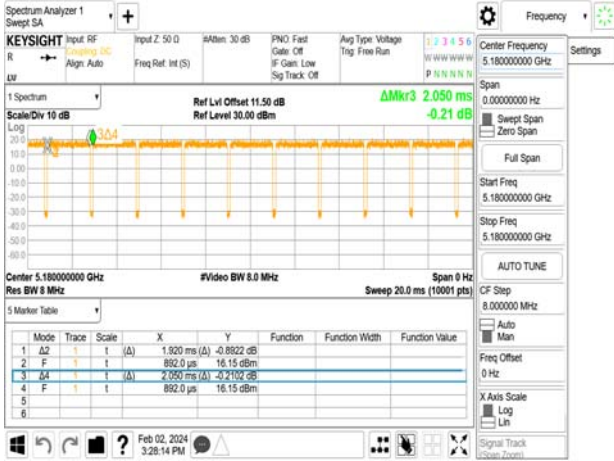 Spectrum Analyzer 1
Swept SA
Frequency
KEYSIGHT
Input: RF
Coupling: DC
Align: Auto
Input Z: 50 Ω
Freq Ref: Int (S)
#Atten: 30 dB
PNO: Fast
Gate: Off
IF Gain: Low
Sig Track: Off
Avg Type: Voltage
Trig: Free Run
1 2 3 4 5 6
W W W W W W
P N N N N N
R
LXI
1 Spectrum
Scale/Div 10 dB
Ref Lvl Offset 11.50 dB
Ref Level 30.00 dBm
ΔMkr3 2.050 ms
-0.21 dB
Log
20.0
10.0
0.00
-10.0
-20.0
-30.0
-40.0
-50.0
-60.0
3Δ4
Center 5.180000000 GHz
Res BW 8 MHz
#Video BW 8.0 MHz
Span 0 Hz
Sweep 20.0 ms (10001 pts)
5 Marker Table
Mode Trace Scale X Y Function Function Width Function Value
1 Δ2 1 t (Δ) 1.920 ms (Δ) -0.8922 dB
2 F 1 t 892.0 µs 16.15 dBm
3 Δ4 1 t (Δ) 2.050 ms (Δ) -0.2102 dB
4 F 1 t 892.0 µs 16.15 dBm
5
6
Feb 02, 2024
3:28:14 PM
Center Frequency
5.180000000 GHz
Settings
Span
0.00000000 Hz
Swept Span
Zero Span
Full Span
Start Freq
5.180000000 GHz
Stop Freq
5.180000000 GHz
AUTO TUNE
CF Step
8.000000 MHz
Auto
Man
Freq Offset
0 Hz
X Axis Scale
Log
Lin
Signal Track
(Span Zoom)